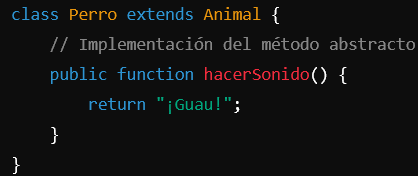 class Perro extends Animal {
    // Implementación del método abstracto
    public function hacerSonido() {
        return "¡Guau!";
    }
}